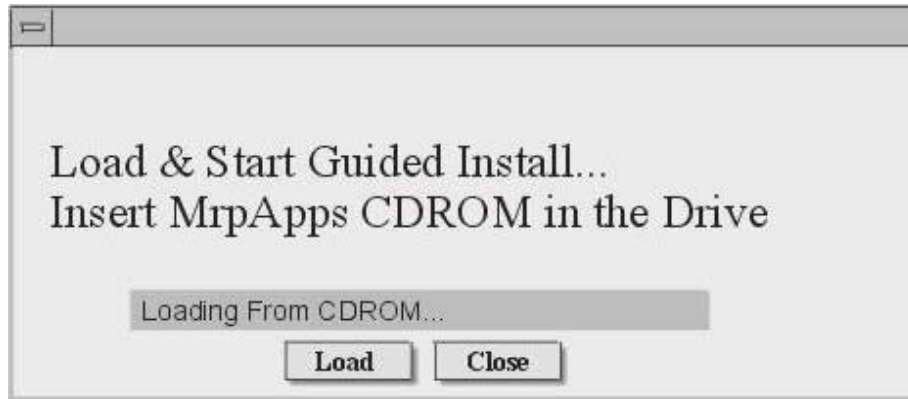 Load & Start Guided Install...
Insert MrpApps CDROM in the Drive
Loading From CDROM...
Load Close